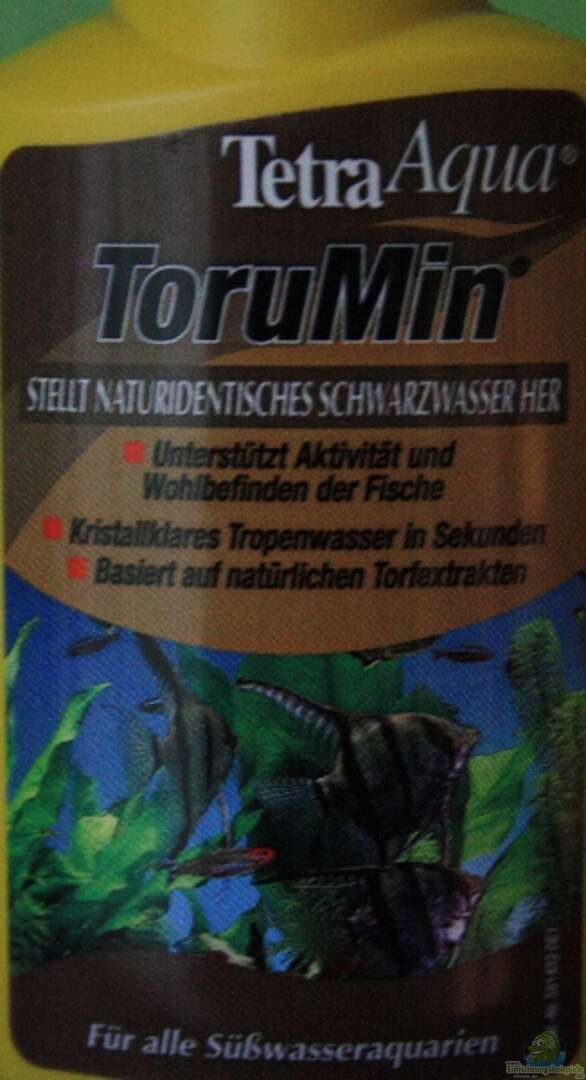 TetraAqua®
ToruMin®
STELLT NATURIDENTISCHES SCHWARZWASSER HER
Unterstützt Aktivität und
Wohlbefinden der Fische
Kristallklares Tropenwasser in Sekunden
Basiert auf natürlichen Torfextrakten
Für alle Süßwasseraquarien